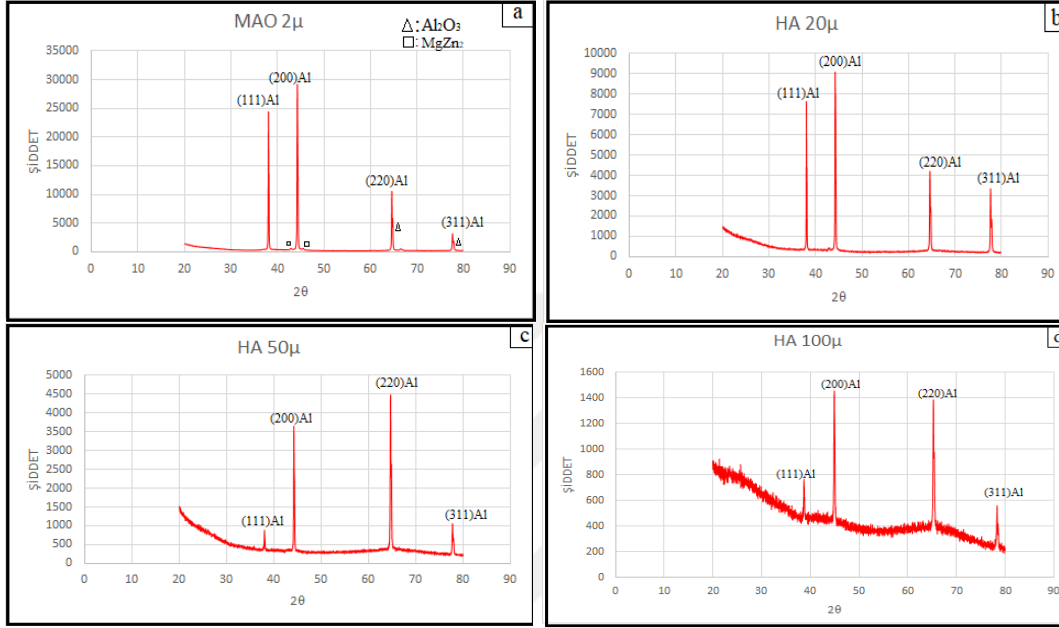 MAO 2µ
a
△:Al2O3
□: MgZn2
ŞİDDET
35000
30000
25000
20000
15000
10000
5000
0
(111)Al
(200)Al
(220)Al
(311)Al
0 10 20 30 40 50 60 70 80 90
2θ
HA 20µ
b
ŞİDDET
10000
9000
8000
7000
6000
5000
4000
3000
2000
1000
0
(111)Al
(200)Al
(220)Al
(311)Al
0 10 20 30 40 50 60 70 80 90
2θ
HA 50µ
c
ŞİDDET
5000
4500
4000
3500
3000
2500
2000
1500
1000
500
0
(111)Al
(200)Al
(220)Al
(311)Al
0 10 20 30 40 50 60 70 80 90
2θ
HA 100µ
ŞİDDET
1600
1400
1200
1000
800
600
400
200
0
(111)Al
(200)Al
(220)Al
(311)Al
0 10 20 30 40 50 60 70 80 90
2θ